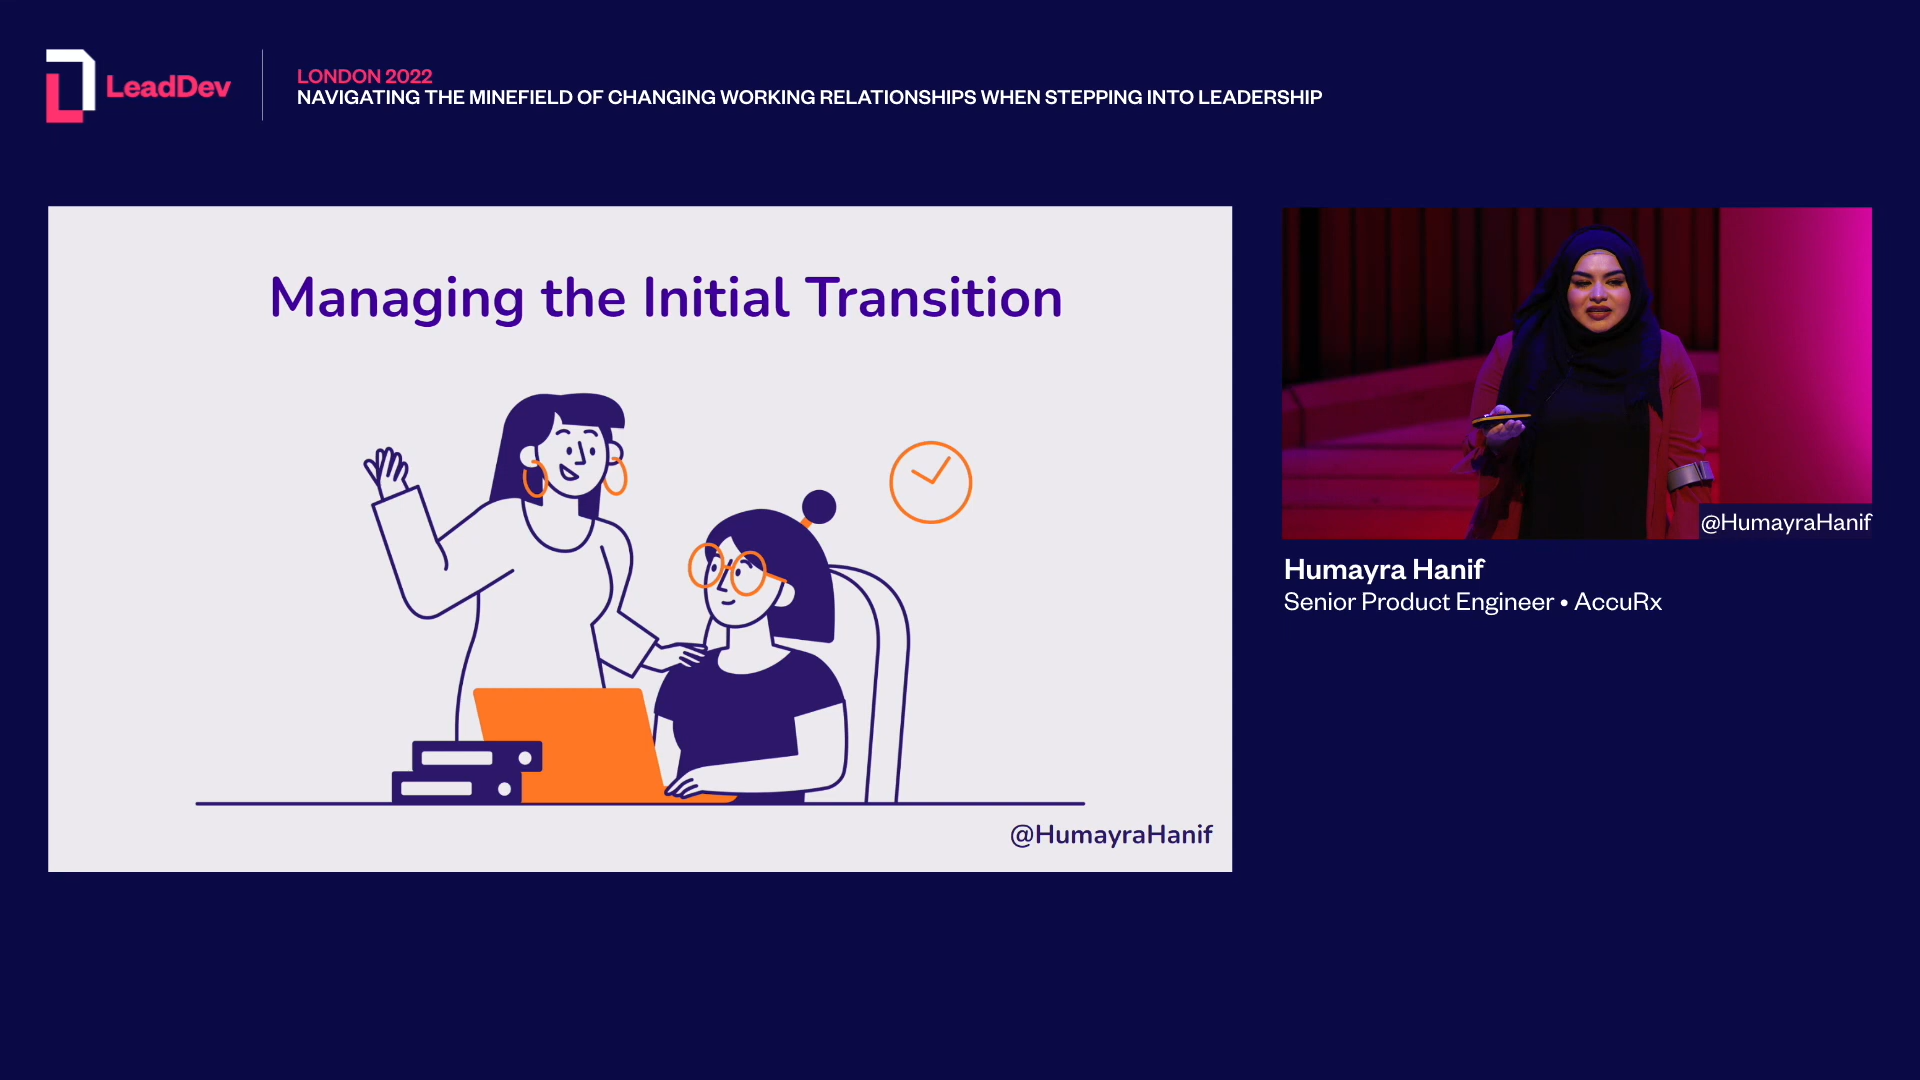 LeadDev
LONDON 2022
NAVIGATING THE MINEFIELD OF CHANGING WORKING RELATIONSHIPS WHEN STEPPING INTO LEADERSHIP
Managing the Initial Transition
@HumayraHanif
@HumayraHanif
Humayra Hanif
Senior Product Engineer • AccuRx